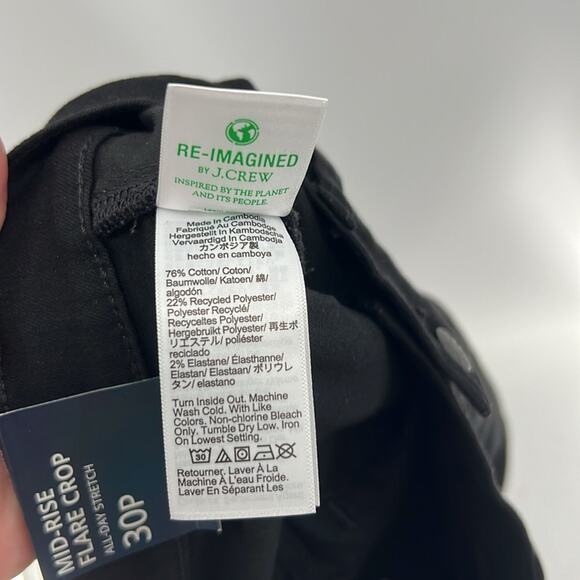 RE-IMAGINED
BY J.CREW
INSPIRED BY THE PLANET
AND ITS PEOPLE.
Made in Cambodia
Fabriqué Au Cambodge
Hergestellt In Kambodscha
Vervaardigd In Cambodja
カンボジア製
hecho en camboya
76% Cotton/ Coton/
Baumwolle/ Katoen/ 綿/
algodón
22% Recycled Polyester/
Polyester Recyclé/
Recyceltes Polyester/
Hergebruikt Polyester/ 再生ポ
リエステル/ poliéster
reciclado
2% Elastane/ Élasthanne/
Elastan/ Elastaan/ ポリウレ
タン/ elastano
Turn Inside Out. Machine
Wash Cold. With Like
Colors. Non-chlorine Bleach
Only. Tumble Dry Low. Iron
On Lowest Setting.
30
Retourner. Laver À La
Machine À L'eau Froide.
Laver En Séparant Les
MID-RISE
FLARE CROP
ALL-DAY STRETCH
30P